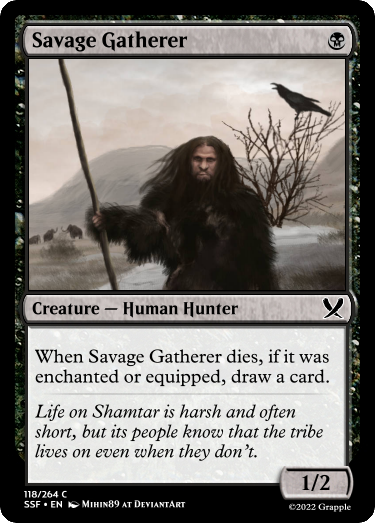 Savage Gatherer
Creature — Human Hunter
When Savage Gatherer dies, if it was
enchanted or equipped, draw a card.
Life on Shamtar is harsh and often
short, but its people know that the tribe
lives on even when they don't.
1/2
118/264 C
SSF • EN Mihin89 at DeviantArt
©2022 Grapple